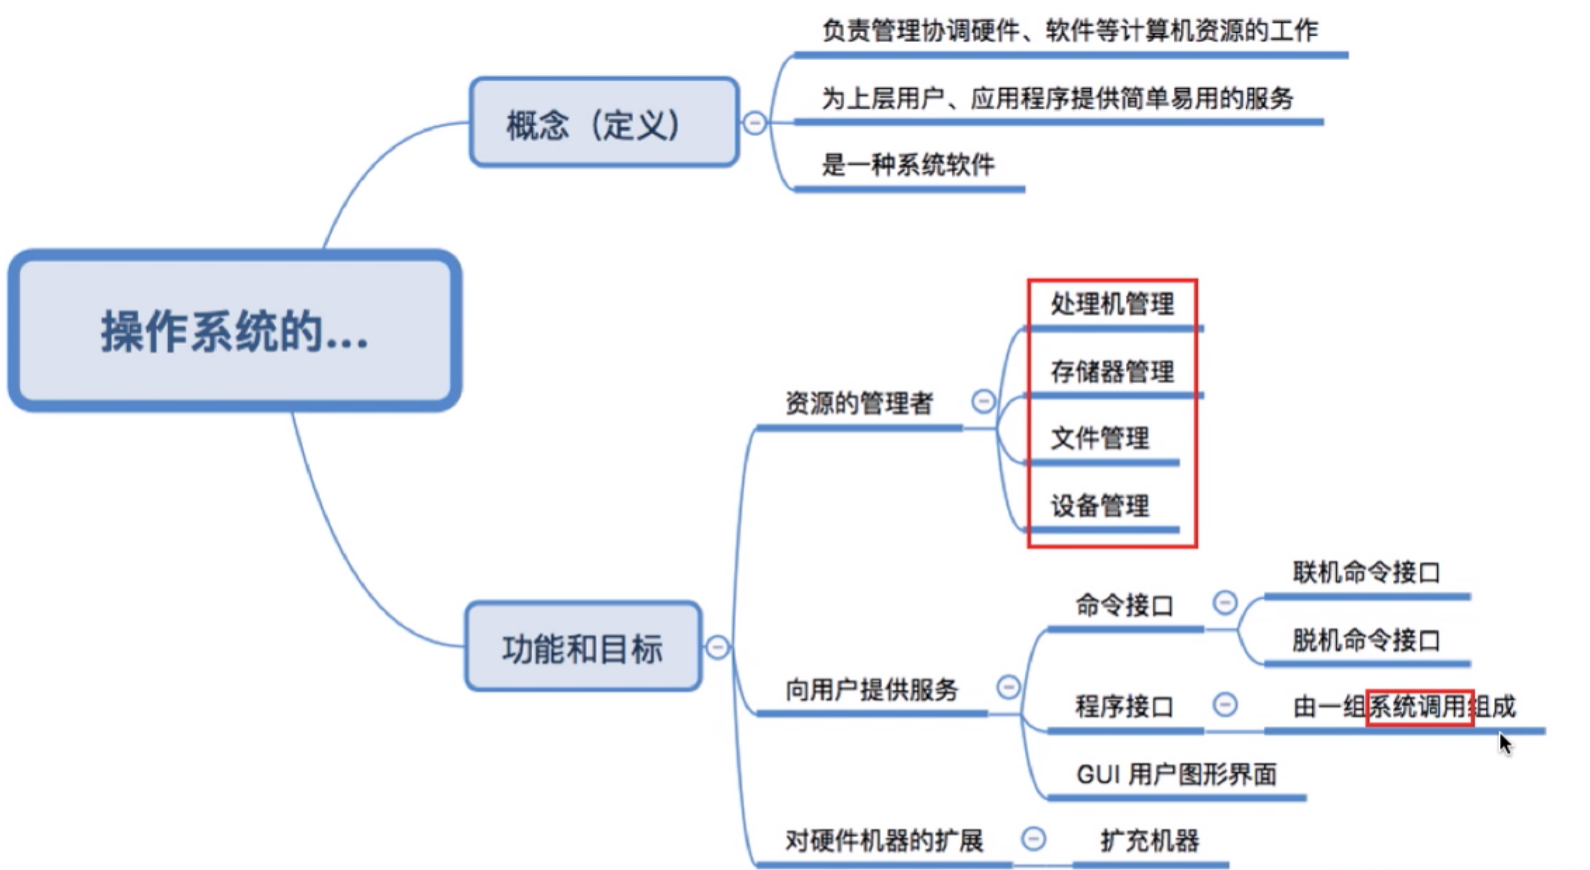 负责管理协调硬件、软件等计算机资源的工作
为上层用户、应用程序提供简单易用的服务
概念（定义）
是一种系统软件
操作系统的...
处理机管理
存储器管理
资源的管理者
文件管理
设备管理
联机命令接口
命令接口
脱机命令接口
功能和目标
向用户提供服务
程序接口
由一组系统调用组成
GUI 用户图形界面
对硬件机器的扩展
扩充机器